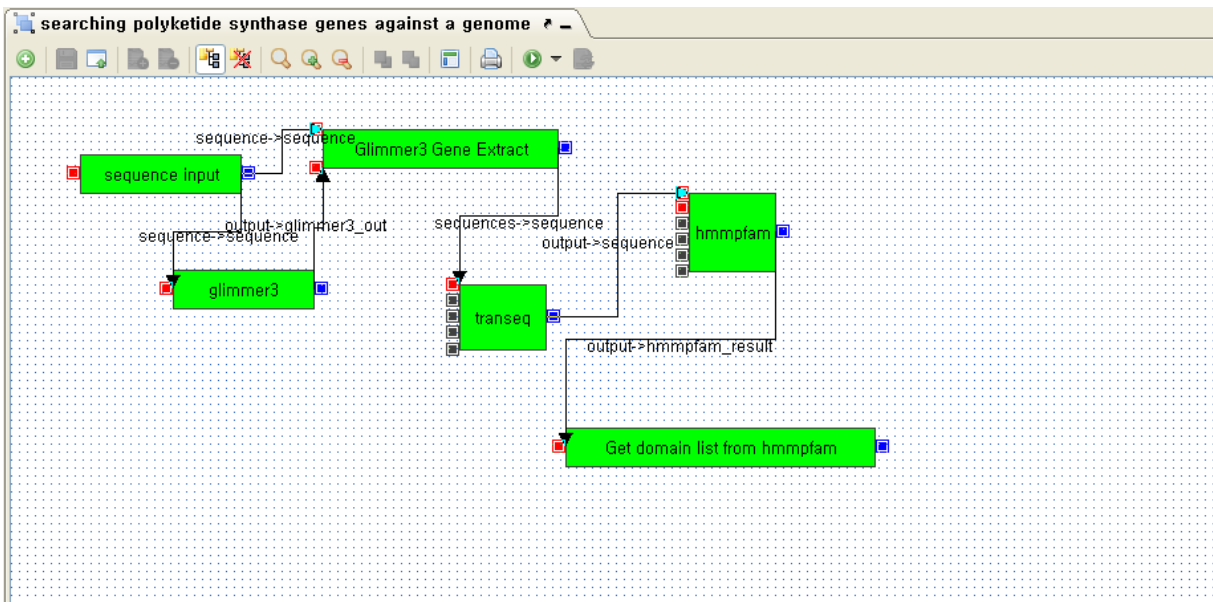 searching polyketide synthase genes against a genome
sequence->sequence
Glimmer3 Gene Extract
sequence input
output->glimmer3_out
sequence->sequence
sequences->sequence
output->sequence
hmmpfam
glimmer3
transeq
output->hmmpfam_result
Get domain list from hmmpfam